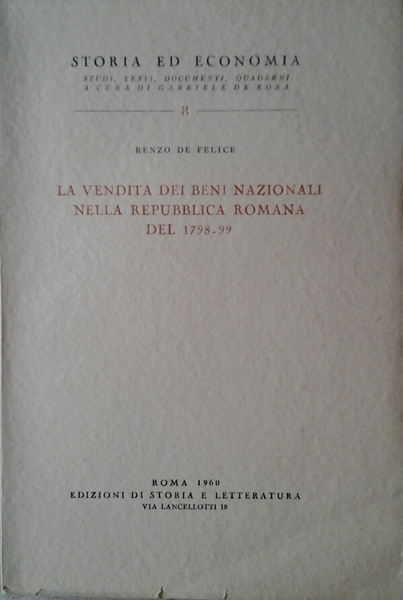 STORIA ED ECONOMIA
STUDI, TESTI, DOCUMENTI, QUADERNI
A CURA DI GABRIELE DE ROSA
8
RENZO DE FELICE
LA VENDITA DEI BENI NAZIONALI
NELLA REPUBBLICA ROMANA
DEL 1798-99
ROMA 1960
EDIZIONI DI STORIA E LETTERATURA
VIA LANCELLOTTI 18